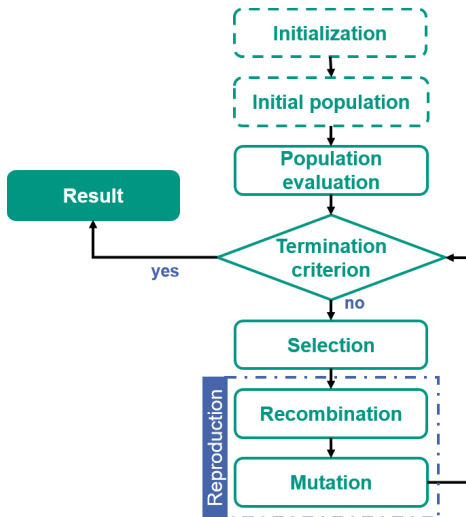 Initialization
Initial population
Population
evaluation
Result
Termination
criterion
yes
no
Selection
Reproduction
Recombination
Mutation